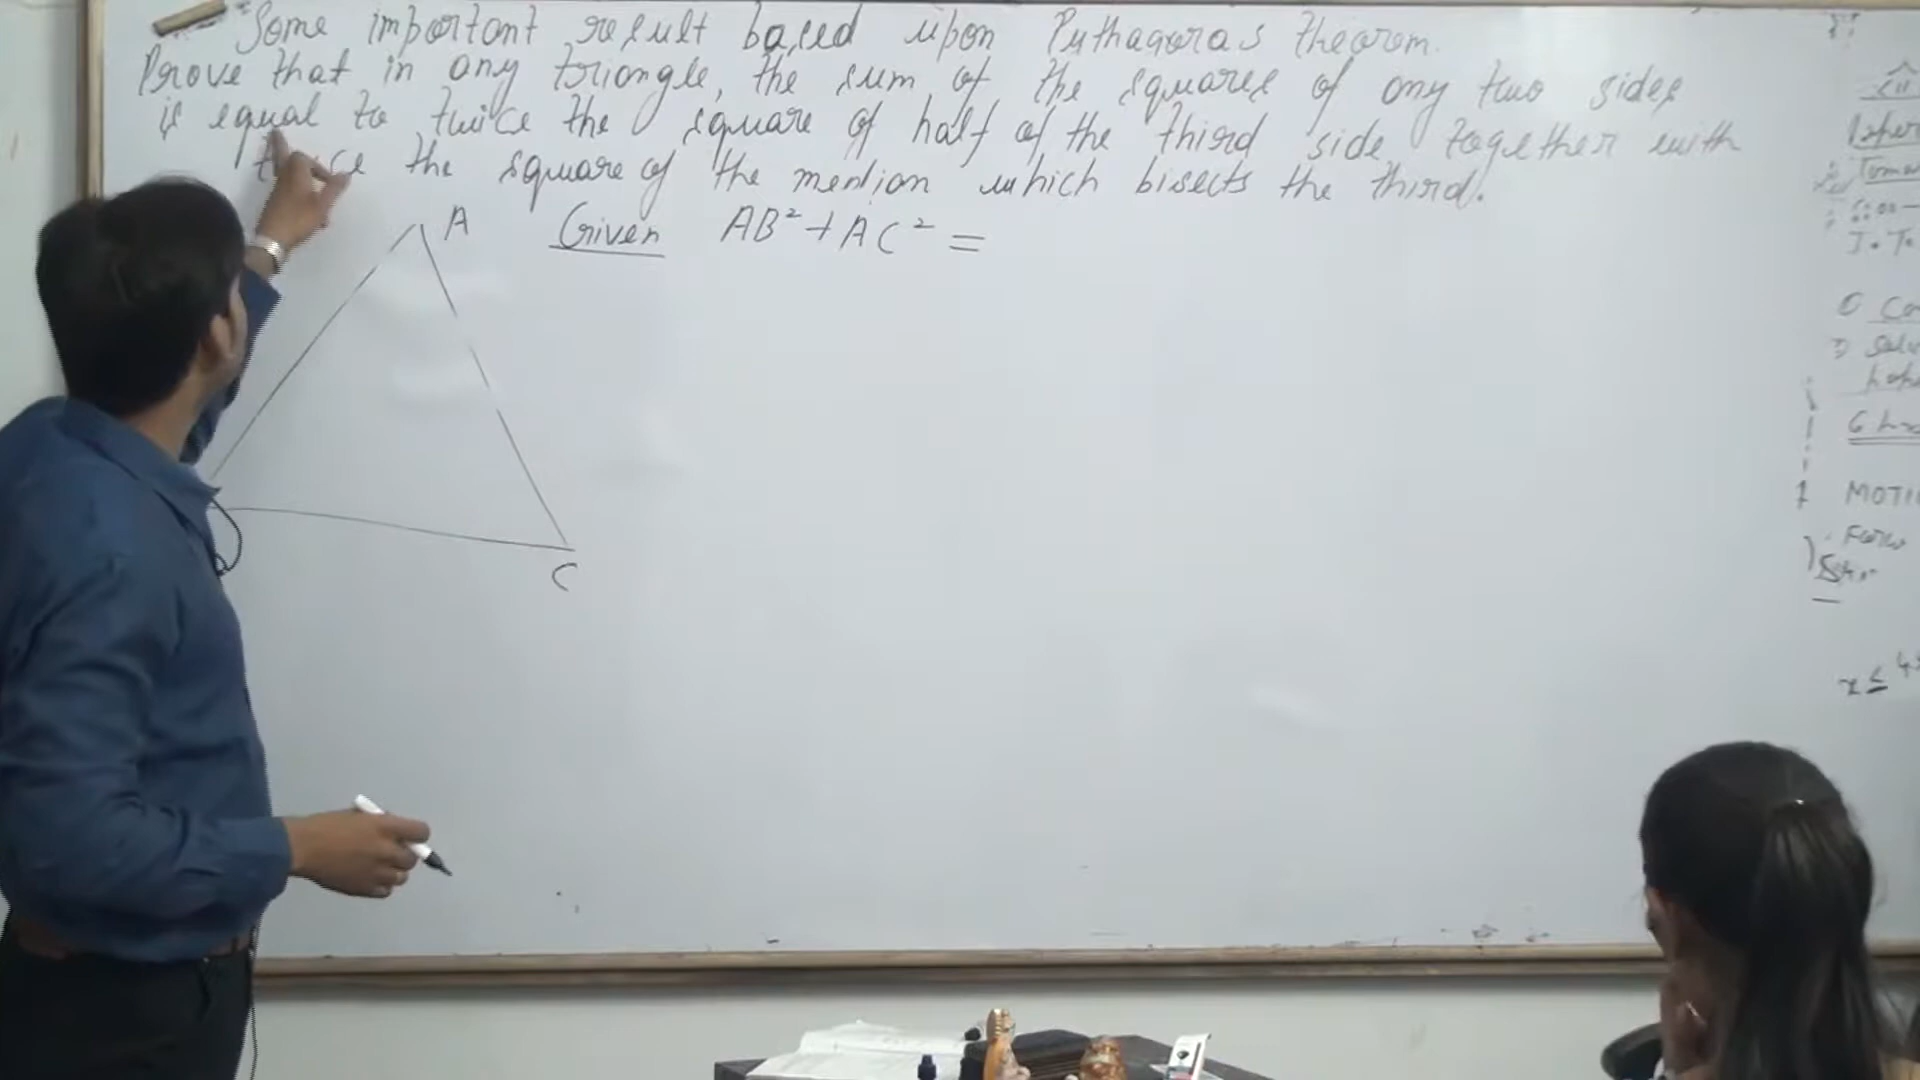 Some important result based upon Pythagoras theorem.
Prove that in any triangle, the sum of the squares of any two sides
is equal to twice the square of half of the third side together with
twice the square of the median which bisects the third.
A
Given AB² + AC² =
C
MOTI
x ≤